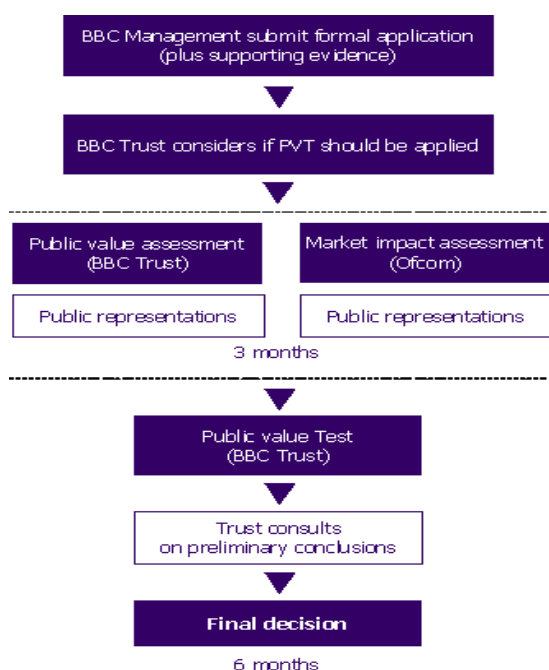 BBC Management submit formal application
(plus supporting evidence)
BBC Trust considers if PVT should be applied
Public value assessment
(BBC Trust)
Market impact assessment
(Ofcom)
Public representations
Public representations
3 months
Public value Test
(BBC Trust)
Trust consults
on preliminary conclusions
Final decision
6 months